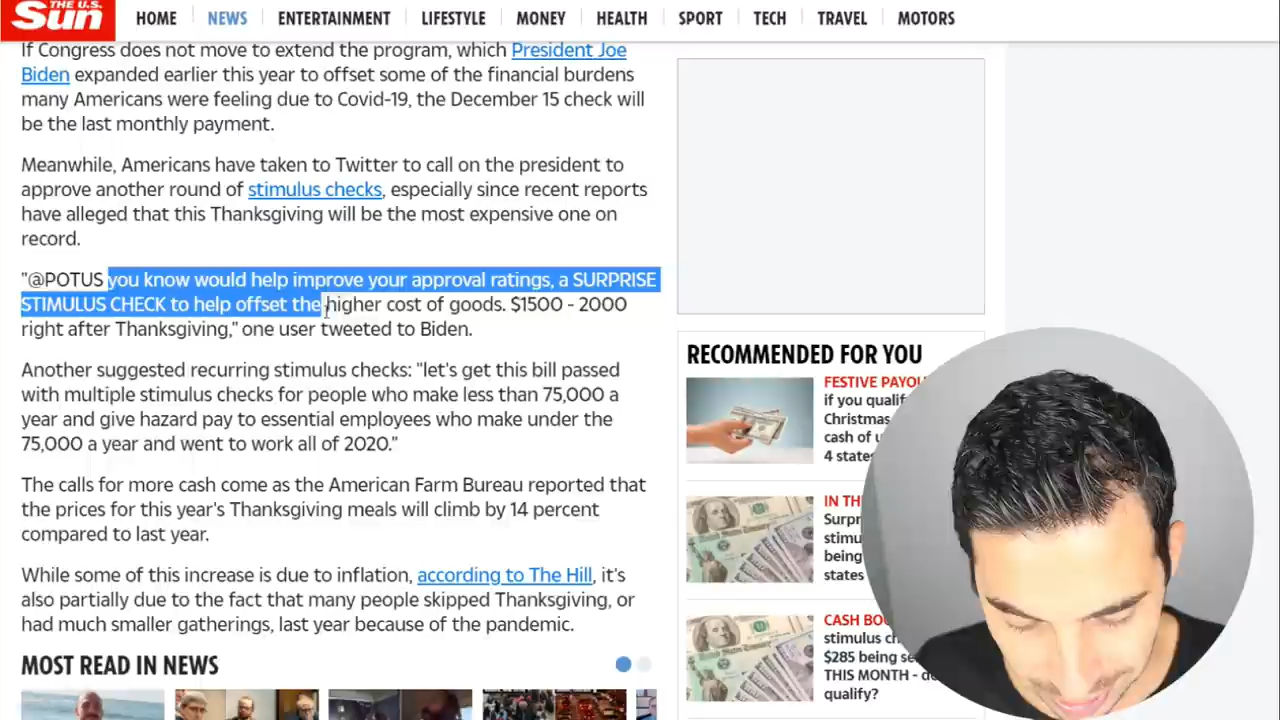 THE U.S.
Sun
HOME NEWS ENTERTAINMENT LIFESTYLE MONEY HEALTH SPORT TECH TRAVEL MOTORS
If Congress does not move to extend the program, which President Joe
Biden expanded earlier this year to offset some of the financial burdens
many Americans were feeling due to Covid-19, the December 15 check will
be the last monthly payment.
Meanwhile, Americans have taken to Twitter to call on the president to
approve another round of stimulus checks, especially since recent reports
have alleged that this Thanksgiving will be the most expensive one on
record.
"@POTUS you know would help improve your approval ratings, a SURPRISE
STIMULUS CHECK to help offset the higher cost of goods. $1500 - 2000
right after Thanksgiving," one user tweeted to Biden.
Another suggested recurring stimulus checks: "let's get this bill passed
with multiple stimulus checks for people who make less than 75,000 a
year and give hazard pay to essential employees who make under the
75,000 a year and went to work all of 2020."
The calls for more cash come as the American Farm Bureau reported that
the prices for this year's Thanksgiving meals will climb by 14 percent
compared to last year.
While some of this increase is due to inflation, according to The Hill, it's
also partially due to the fact that many people skipped Thanksgiving, or
had much smaller gatherings, last year because of the pandemic.
MOST READ IN NEWS
RECOMMENDED FOR YOU
FESTIVE
if you
Christmas
cash of
4
IN
being
CASH
stimulus
$285 being
THIS MONTH -
qualify?